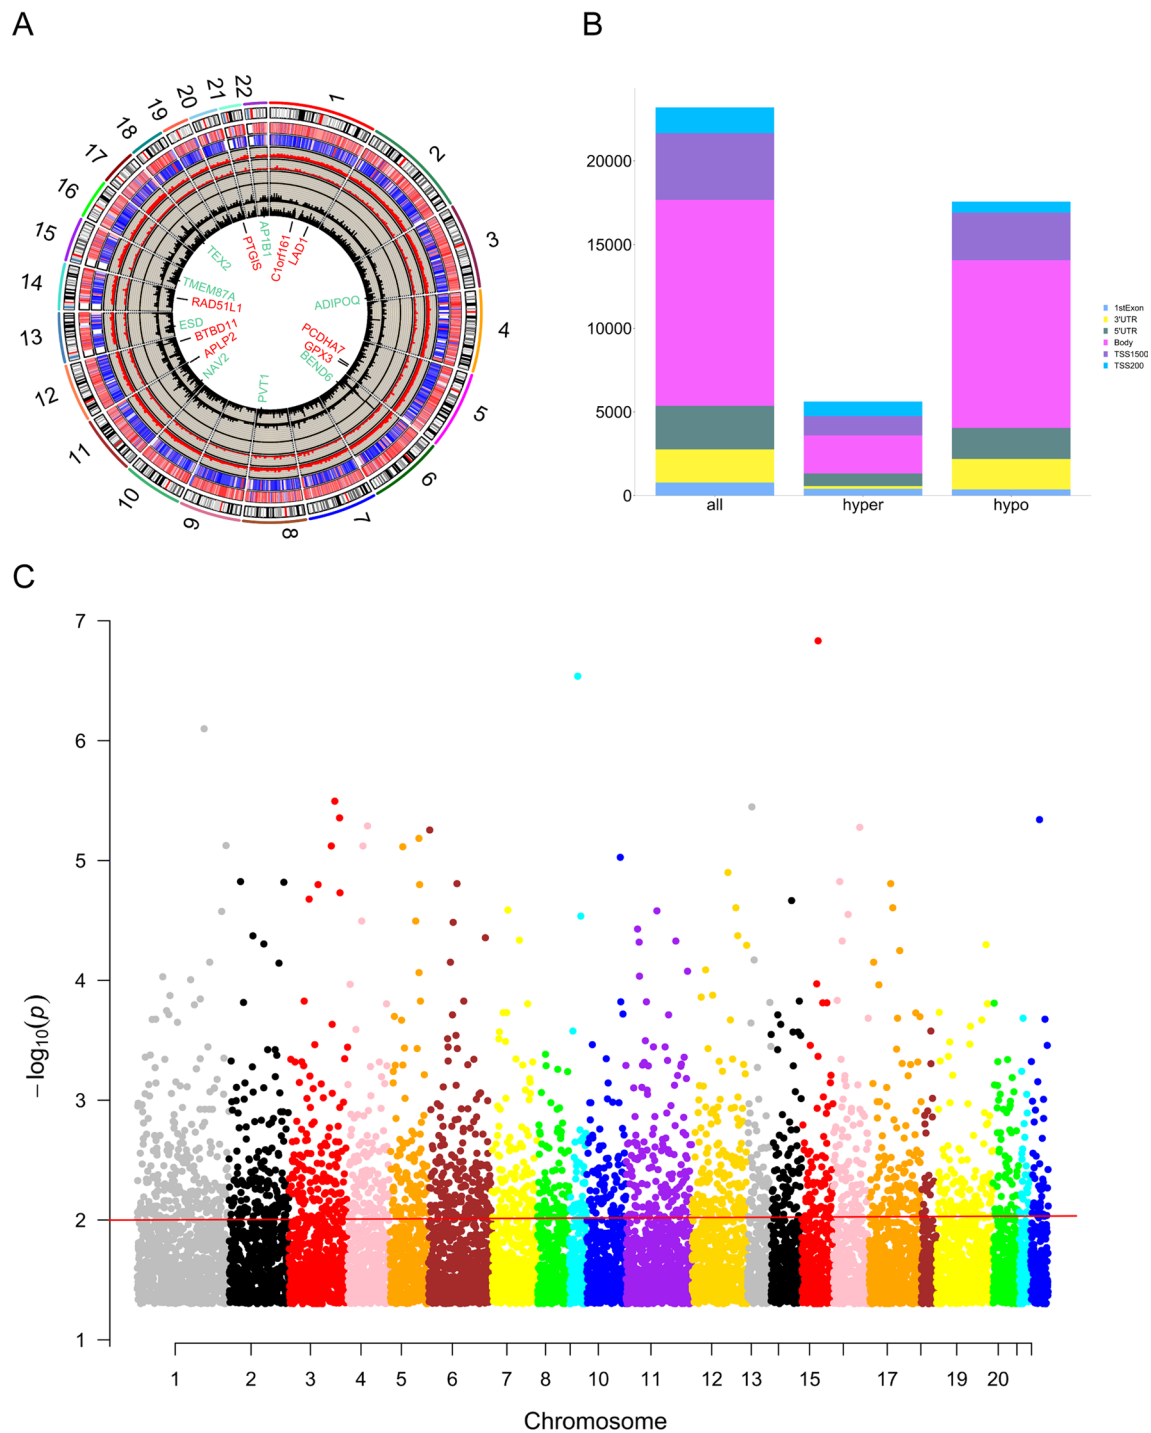 A
B
1
2
3
4
5
6
7
8
9
10
11
12
13
14
15
16
17
18
19
20
21
22
PTGIS
AP1B1
C1orf161
LAD1
TEX2
TMEM87A
RAD51L1
ADIPOQ
ESD
BTBD11
APLP2
NAV2
PVT1
PCDHA7
GPX3
BEND6
20000
15000
10000
5000
0
all hyper hypo
1stExon
3'UTR
5'UTR
Body
TSS1500
TSS200
C
7
6
5
4
3
2
1
−log10(p)
1 2 3 4 5 6 7 8 10 11 12 13 15 17 19 20
Chromosome